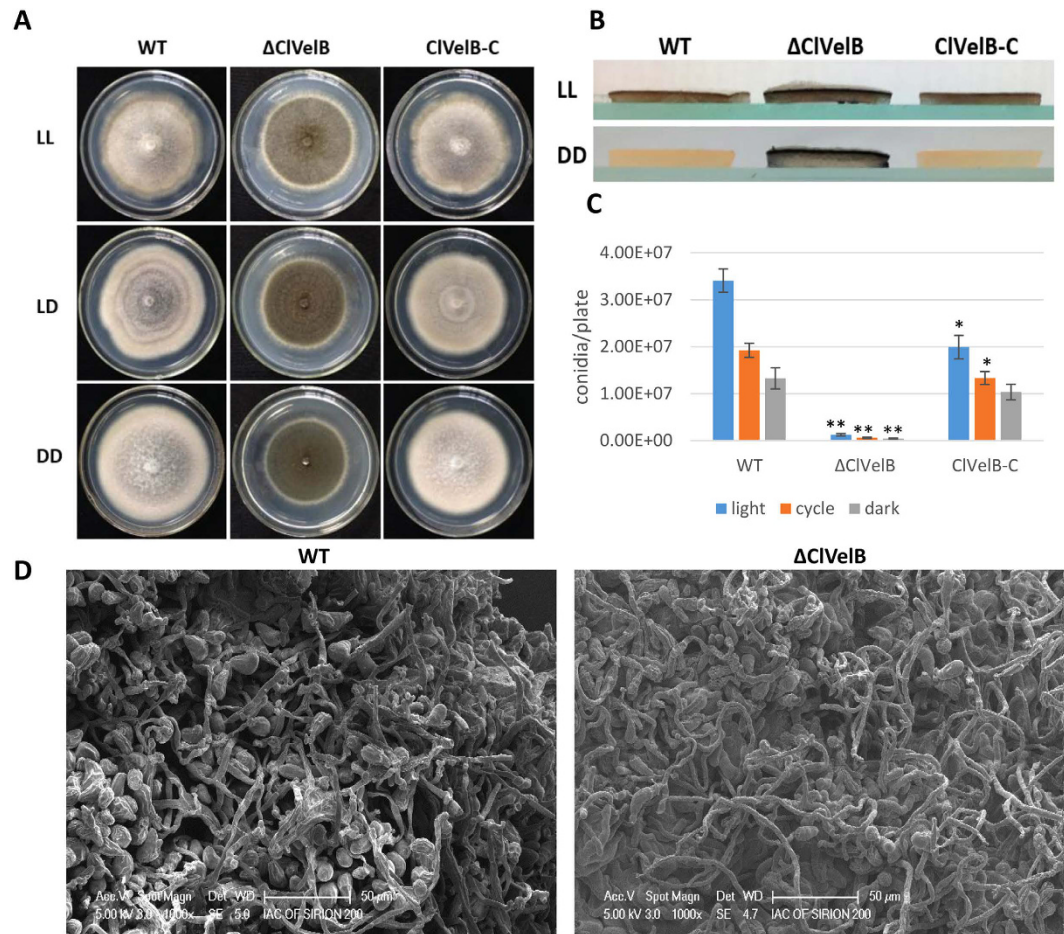 A
WT ΔClVelB ClVelB-C
LL
LD
DD
B
WT ΔClVelB ClVelB-C
LL
DD
C
4.00E+07
3.00E+07
2.00E+07
1.00E+07
0.00E+00
conidia/plate
** ** ** * *
WT ΔClVelB ClVelB-C
light cycle dark
D
WT ΔClVelB
Acc.V Spot Magn Det WD 50 µm
5.00 kV 3.0 1000x SE 5.9 IAC OF SIRION 200
Acc.V Spot Magn Det WD 50 µm
5.00 kV 3.0 1000x SE 4.7 IAC OF SIRION 200